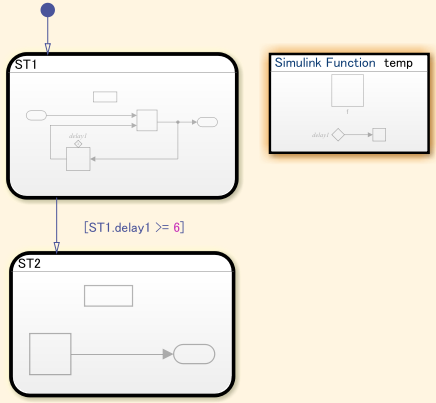 ST1
delay1
Simulink Function temp
delay1
[ST1.delay1 >= 6]
ST2